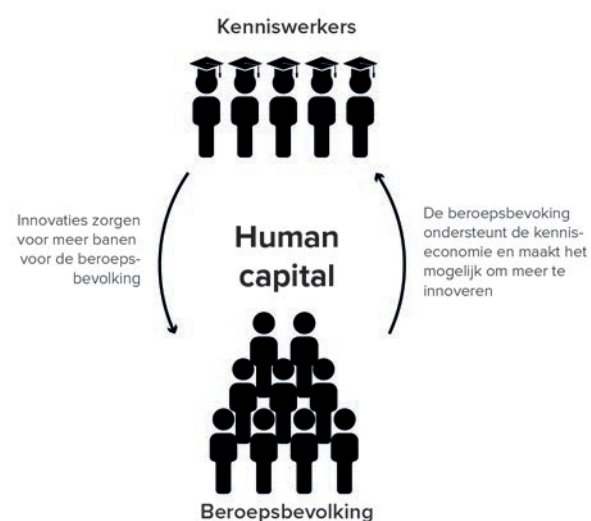 Kenniswerkers
Innovaties zorgen
voor meer banen
voor de beroeps-
bevolking
Human
capital
De beroepsbevoking
ondersteunt de kennis-
economie en maakt het
mogelijk om meer te
innoveren
Beroepsbevolking